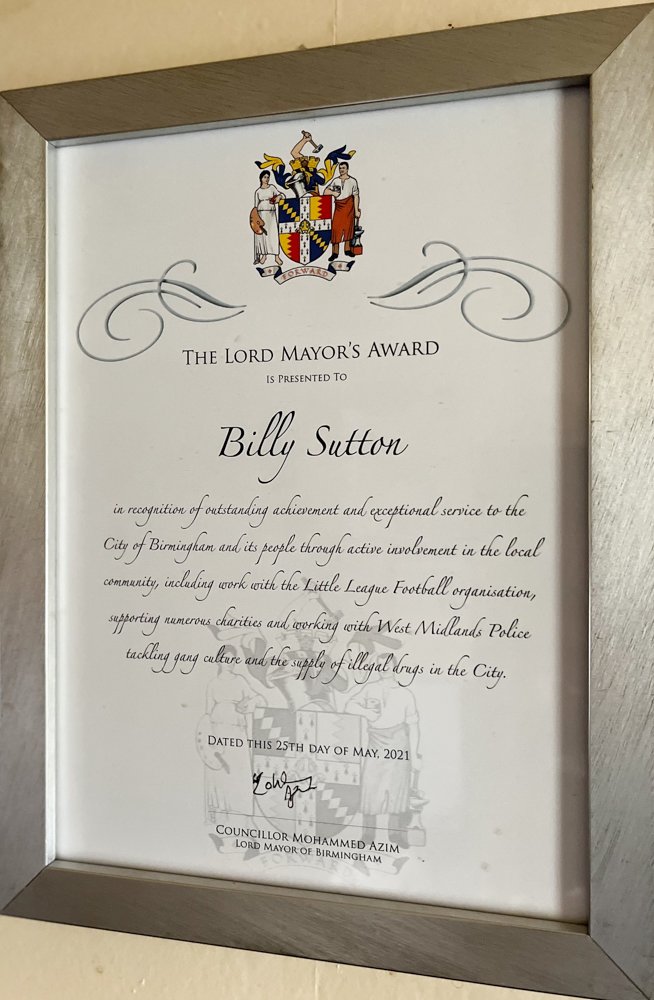 FORWARD
THE LORD MAYOR'S AWARD
IS PRESENTED TO
Billy Sutton
in recognition of outstanding achievement and exceptional service to the
City of Birmingham and its people through active involvement in the local
community, including work with the Little League Football organisation,
supporting numerous charities and working with West Midlands Police
tackling gang culture and the supply of illegal drugs in the City.
DATED THIS 25TH DAY OF MAY, 2021
COUNCILLOR MOHAMMED AZIM
LORD MAYOR OF BIRMINGHAM
FORWARD